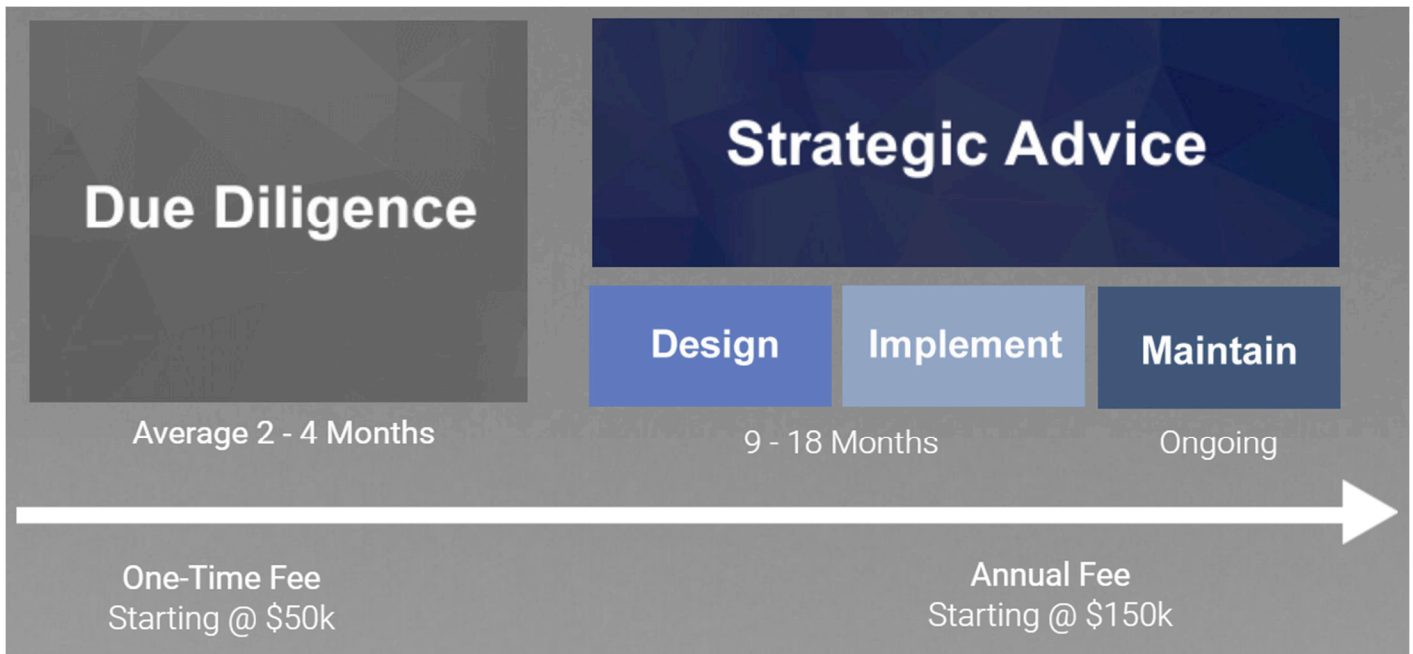 Due Diligence
Average 2 - 4 Months
Strategic Advice
Design
Implement
Maintain
9 - 18 Months
Ongoing
One-Time Fee
Starting @ $50k
Annual Fee
Starting @ $150k